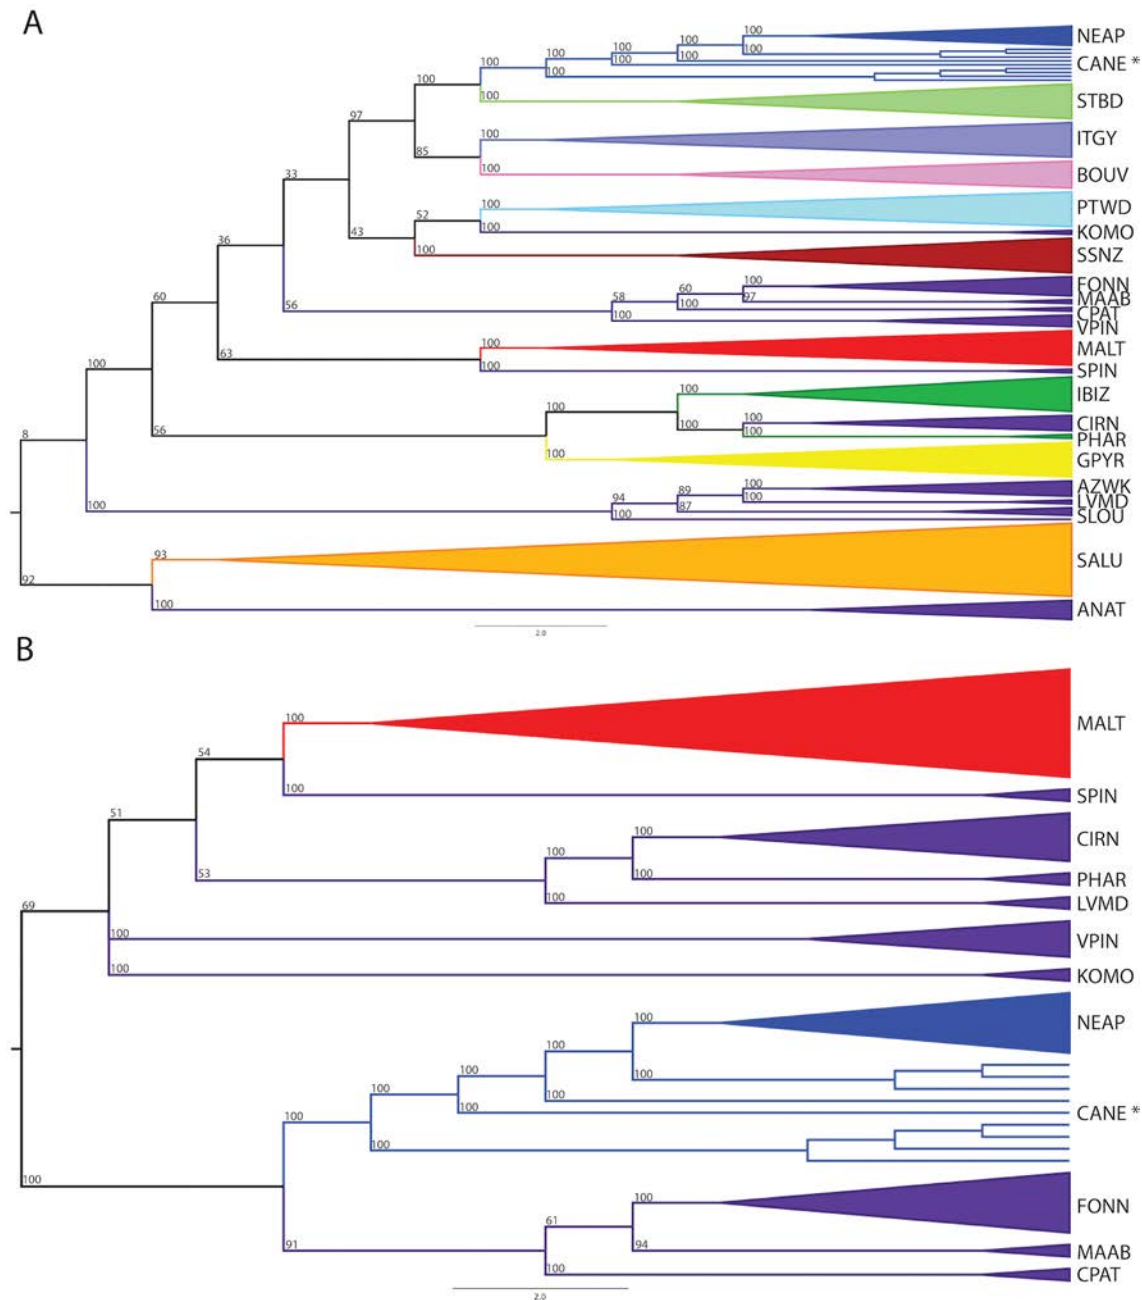 A
100
NEAP
100
100
100
100
100
100
100
CANE *
100
100
100
100
STBD
97
100
ITGY
85
100
BOUV
33
100
PTWD
52
100
KOMO
43
36
100
SSNZ
100
FONN
60
97
MAAB
58
100
CPAT
56
60
100
VPIN
100
MALT
63
100
SPIN
100
100
IBIZ
100
100
CIRN
100
100
PHAR
56
8
100
GPYR
100
AZWK
89
100
LVMD
94
87
SLOU
100
100
93
SALU
92
100
ANAT
2.0
B
100
MALT
54
100
SPIN
51
100
CIRN
100
100
PHAR
53
100
LVMD
69
100
VPIN
100
KOMO
100
NEAP
100
100
100
100
100
100
CANE *
100
100
100
100
FONN
61
94
MAAB
91
100
CPAT
2.0